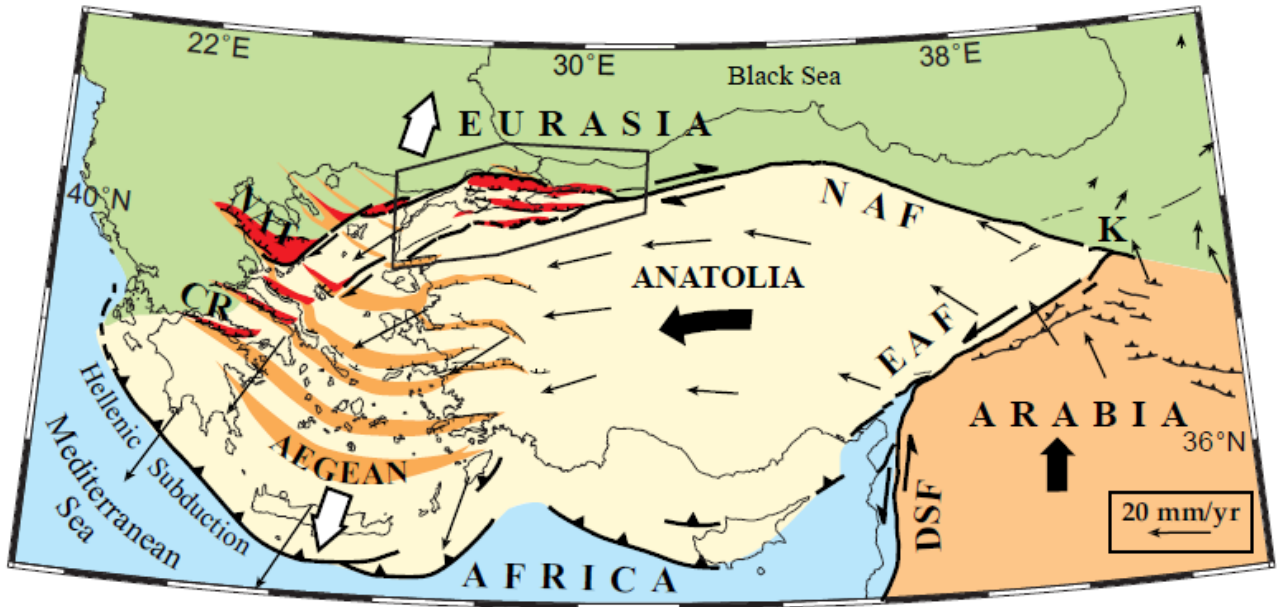 22°E
30°E
38°E
Black Sea
EURASIA
40°N
NAT
NAF
K
CR
ANATOLIA
EAF
Hellenic Subduction
Mediterranean
Sea
AEGEAN
ARABIA
36°N
DSF
20 mm/yr
AFRICA